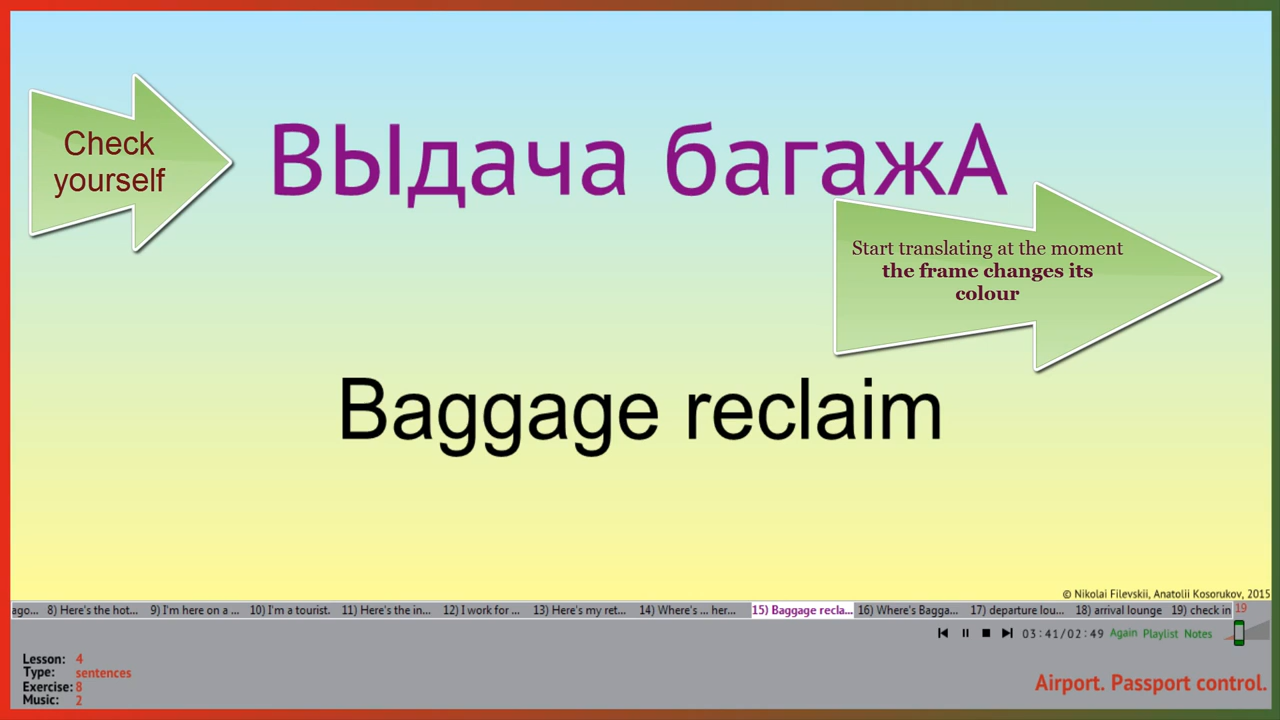 Check
yourself
ВЫдача багажА
Start translating at the moment
the frame changes its
colour
Baggage reclaim
© Nikolai Filevskii, Anatolii Kosorukov, 2015
ago... 8) Here's the hot... 9) I'm here on a ... 10) I'm a tourist. 11) Here's the in... 12) I work for ... 13) Here's my ret... 14) Where's ... her... 15) Baggage recla... 16) Where's Bagga... 17) departure lou... 18) arrival lounge 19) check in 19
03:41/02:49 Again Playlist Notes
Lesson: 4
Type: sentences
Exercise: 8
Music: 2
Airport. Passport control.